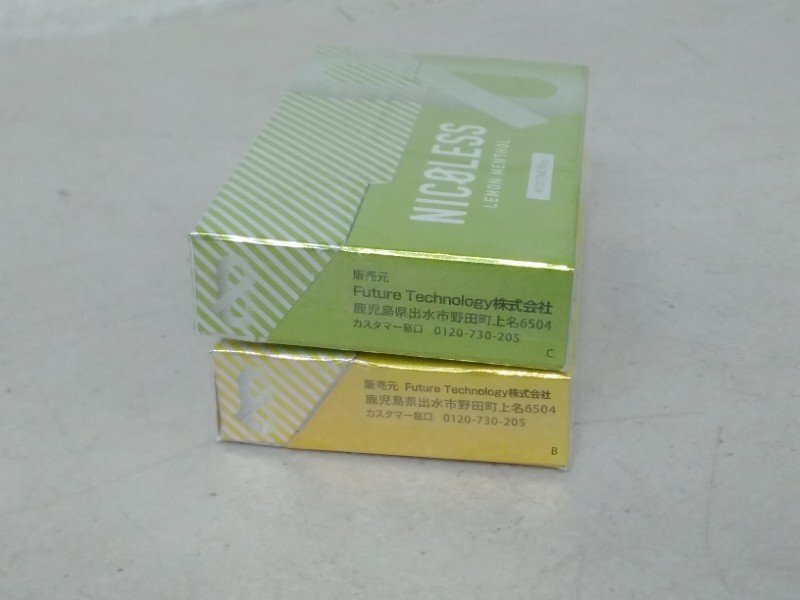 NICØLESS
LEMON MENTHOL
販売元
Future Technology株式会社
鹿児島県出水市野田町上名6504
カスタマー窓口 0120-730-205
C
販売元 Future Technology株式会社
鹿児島県出水市野田町上名6504
カスタマー窓口 0120-730-205
B